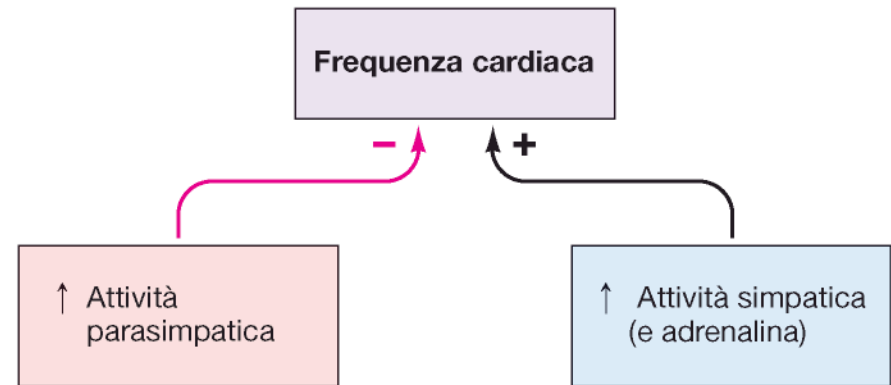 Frequenza cardiaca
− +
↑ Attività
parasimpatica
↑ Attività simpatica
(e adrenalina)